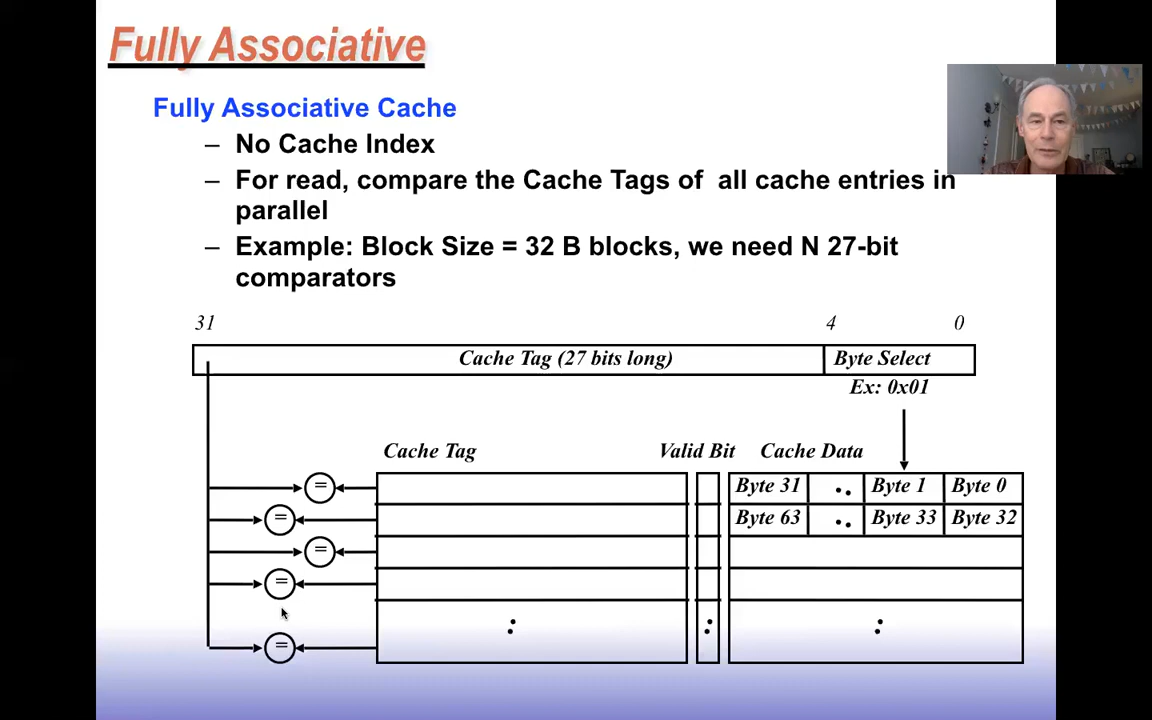 Fully Associative
Fully Associative Cache
– No Cache Index
– For read, compare the Cache Tags of all cache entries in
parallel
– Example: Block Size = 32 B blocks, we need N 27-bit
comparators
31 4 0
Cache Tag (27 bits long) Byte Select
Ex: 0x01
Cache Tag Valid Bit Cache Data
= Byte 31 .. Byte 1 Byte 0
= Byte 63 .. Byte 33 Byte 32
=
=
: : :
=